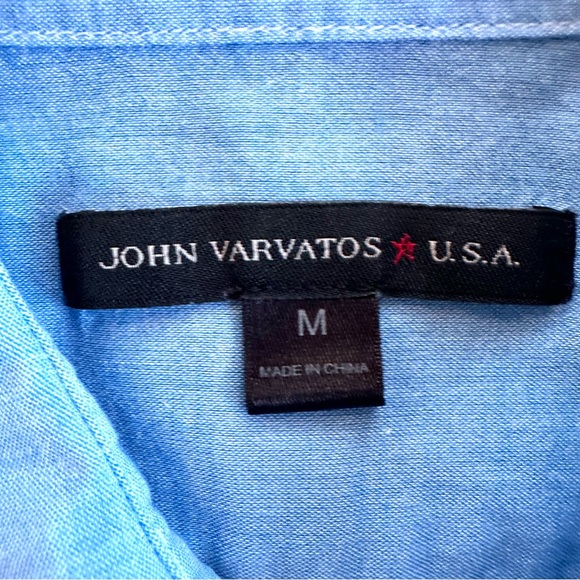 JOHN VARVATOS ★ U.S.A.
M
MADE IN CHINA